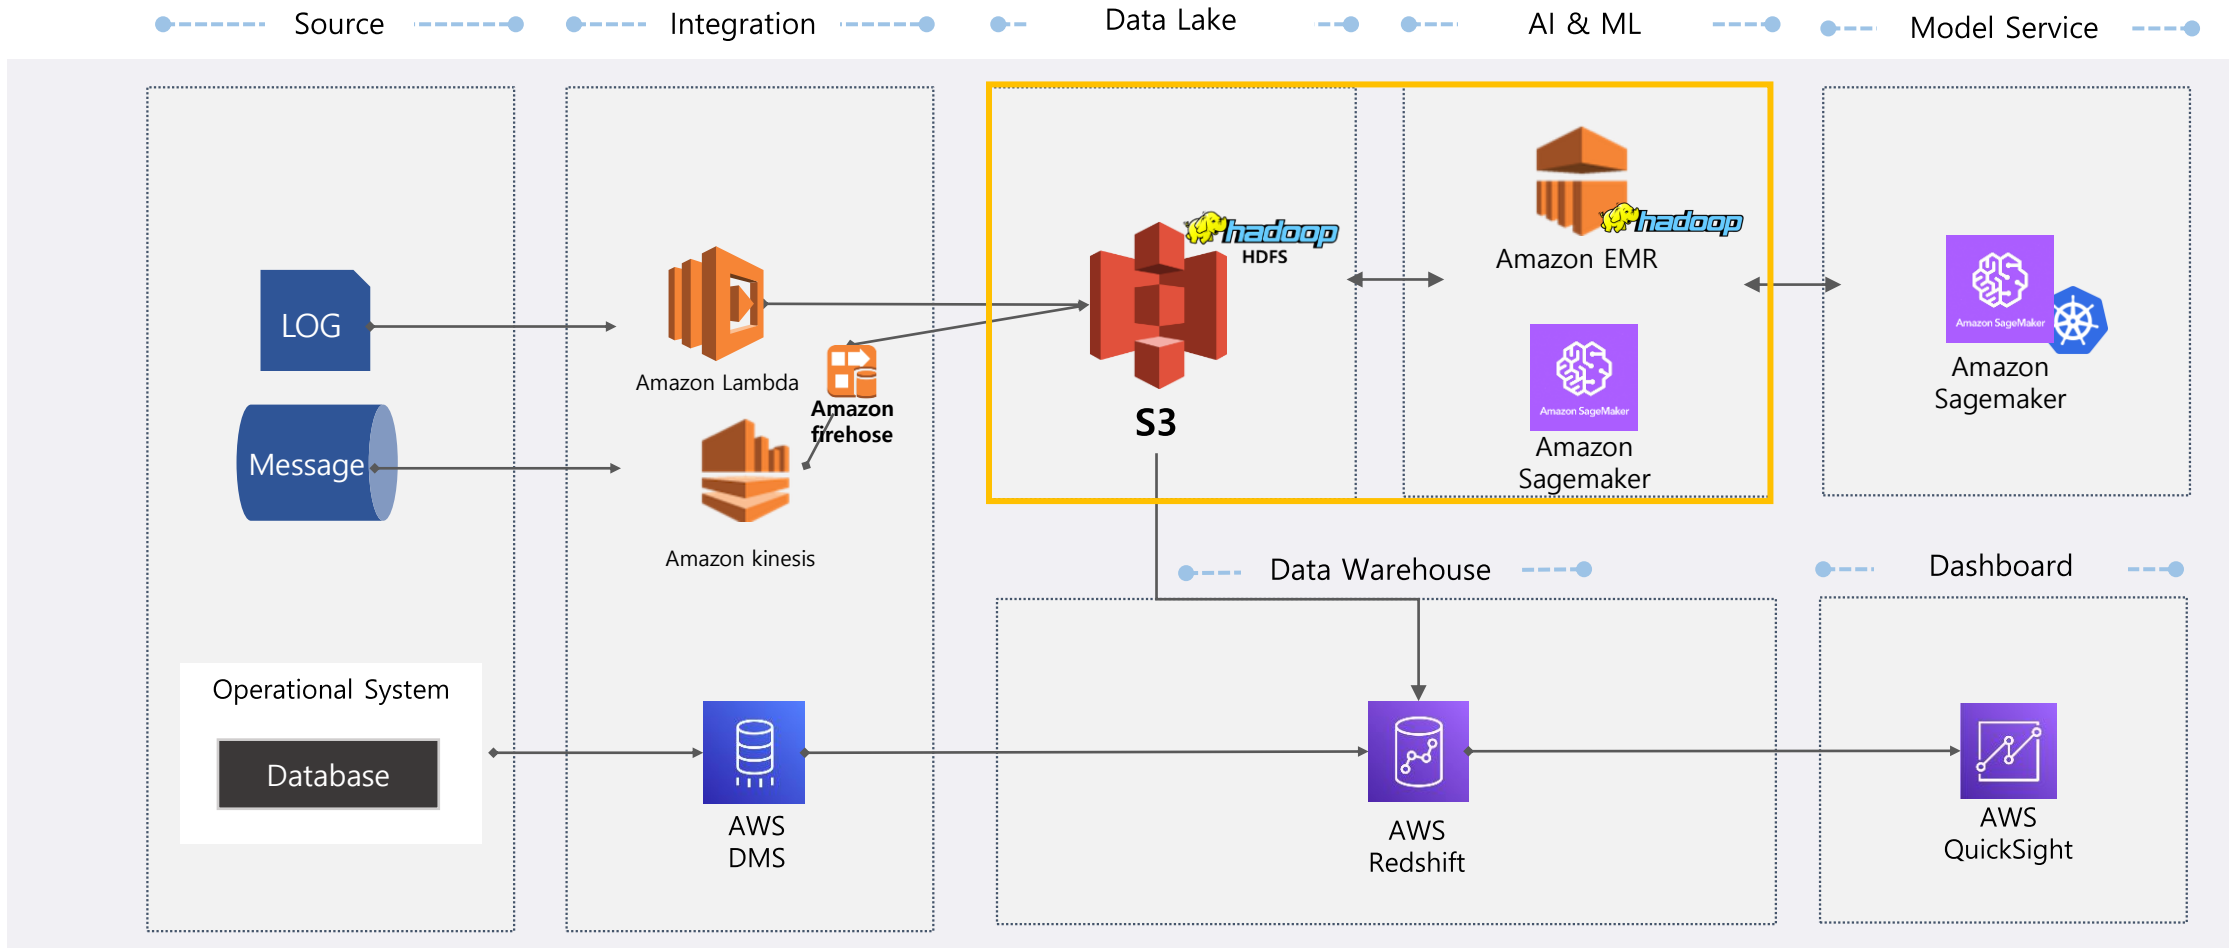 Source
Integration
Data Lake
AI & ML
Model Service
LOG
Message
Operational System
Database
Amazon Lambda
Amazon
firehose
Amazon kinesis
AWS
DMS
hadoop
HDFS
S3
hadoop
Amazon EMR
Amazon SageMaker
Amazon
Sagemaker
Amazon SageMaker
Amazon
Sagemaker
Data Warehouse
AWS
Redshift
Dashboard
AWS
QuickSight